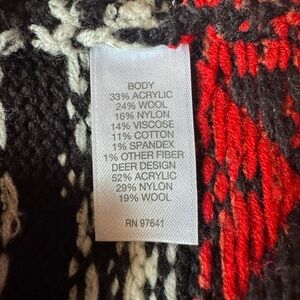 BODY
33% ACRYLIC
24% WOOL
16% NYLON
14% VISCOSE
11% COTTON
1% SPANDEX
1% OTHER FIBER
DEER DESIGN
52% ACRYLIC
29% NYLON
19% WOOL
RN 97641